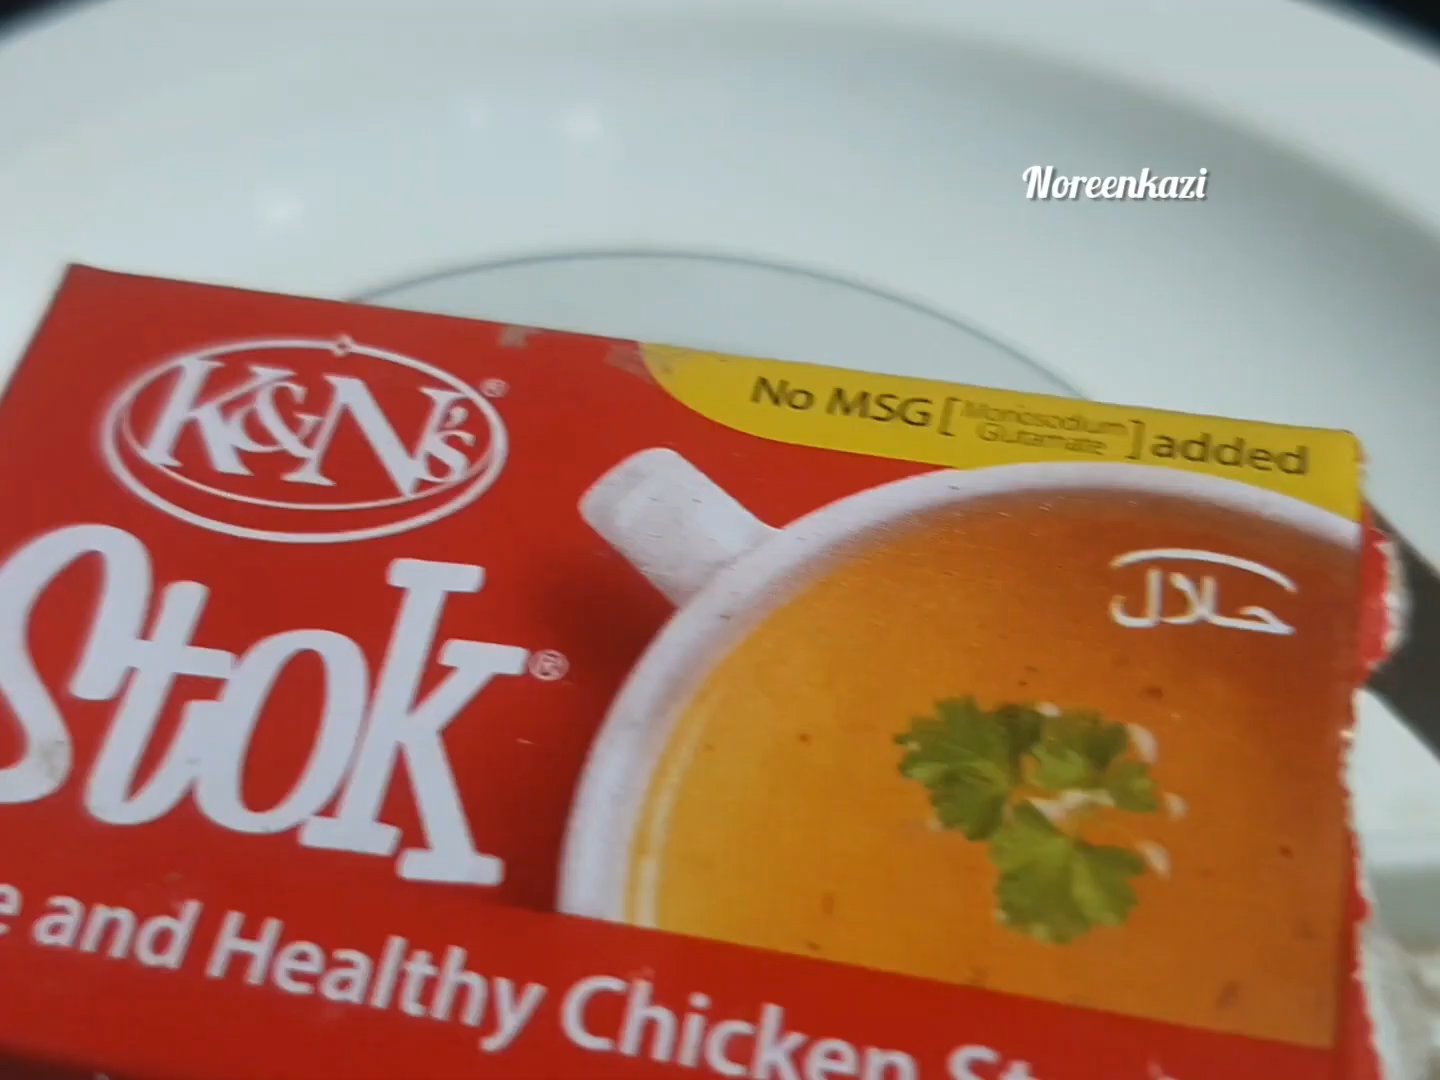 Noreenkazi
K&N's®
No MSG [Monosodium Glutamate] added
حلال
Stok®
and Healthy Chicken